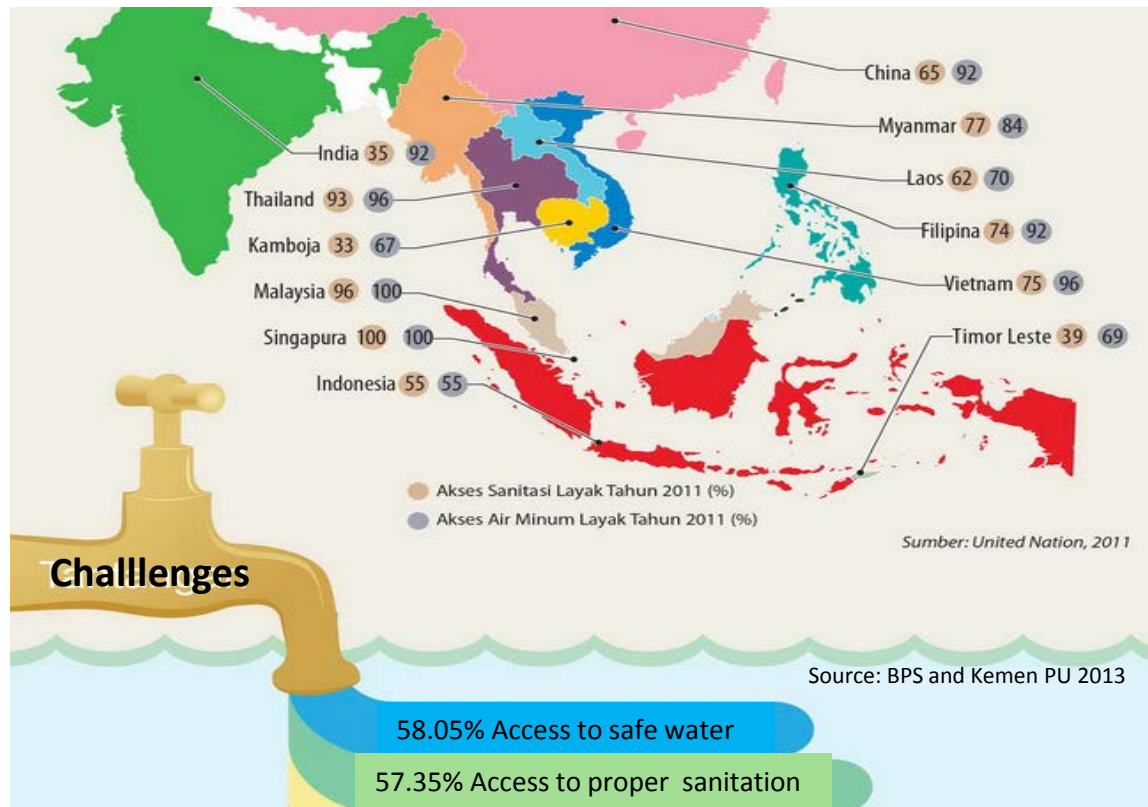 China 65 92
Myanmar 77 84
India 35 92
Laos 62 70
Thailand 93 96
Filipina 74 92
Kamboja 33 67
Vietnam 75 96
Malaysia 96 100
Singapura 100 100
Timor Leste 39 69
Indonesia 55 55
Akses Sanitasi Layak Tahun 2011 (%)
Akses Air Minum Layak Tahun 2011 (%)
Sumber: United Nation, 2011
Challenges
Source: BPS and Kemen PU 2013
58.05% Access to safe water
57.35% Access to proper sanitation